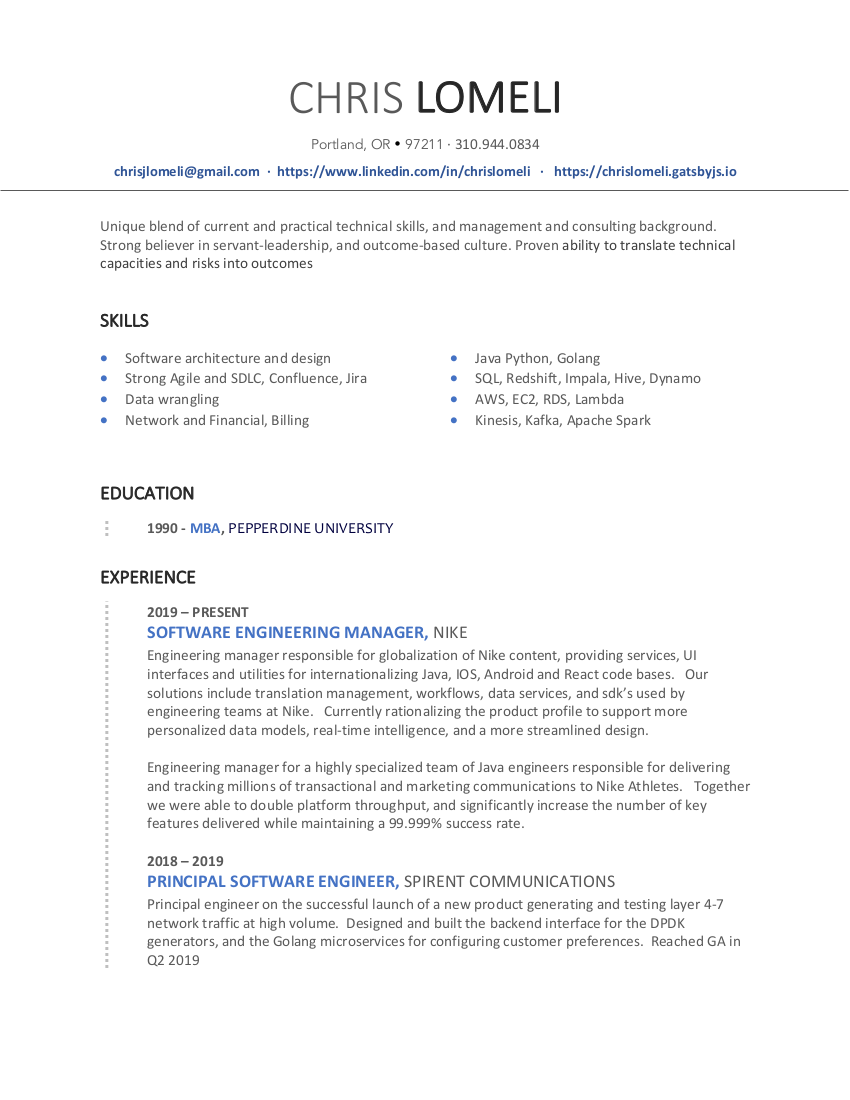 CHRIS LOMELI
Portland, OR • 97211 · 310.944.0834
chrisjlomeli@gmail.com · https://www.linkedin.com/in/chrislomeli · https://chrislomeli.gatsbyjs.io
Unique blend of current and practical technical skills, and management and consulting background.
Strong believer in servant-leadership, and outcome-based culture. Proven ability to translate technical
capacities and risks into outcomes
SKILLS
• Software architecture and design
• Strong Agile and SDLC, Confluence, Jira
• Data wrangling
• Network and Financial, Billing
• Java Python, Golang
• SQL, Redshift, Impala, Hive, Dynamo
• AWS, EC2, RDS, Lambda
• Kinesis, Kafka, Apache Spark
EDUCATION
1990 - MBA, PEPPERDINE UNIVERSITY
EXPERIENCE
2019 – PRESENT
SOFTWARE ENGINEERING MANAGER, NIKE
Engineering manager responsible for globalization of Nike content, providing services, UI
interfaces and utilities for internationalizing Java, IOS, Android and React code bases. Our
solutions include translation management, workflows, data services, and sdk’s used by
engineering teams at Nike. Currently rationalizing the product profile to support more
personalized data models, real-time intelligence, and a more streamlined design.
Engineering manager for a highly specialized team of Java engineers responsible for delivering
and tracking millions of transactional and marketing communications to Nike Athletes. Together
we were able to double platform throughput, and significantly increase the number of key
features delivered while maintaining a 99.999% success rate.
2018 – 2019
PRINCIPAL SOFTWARE ENGINEER, SPIRENT COMMUNICATIONS
Principal engineer on the successful launch of a new product generating and testing layer 4-7
network traffic at high volume. Designed and built the backend interface for the DPDK
generators, and the Golang microservices for configuring customer preferences. Reached GA in
Q2 2019